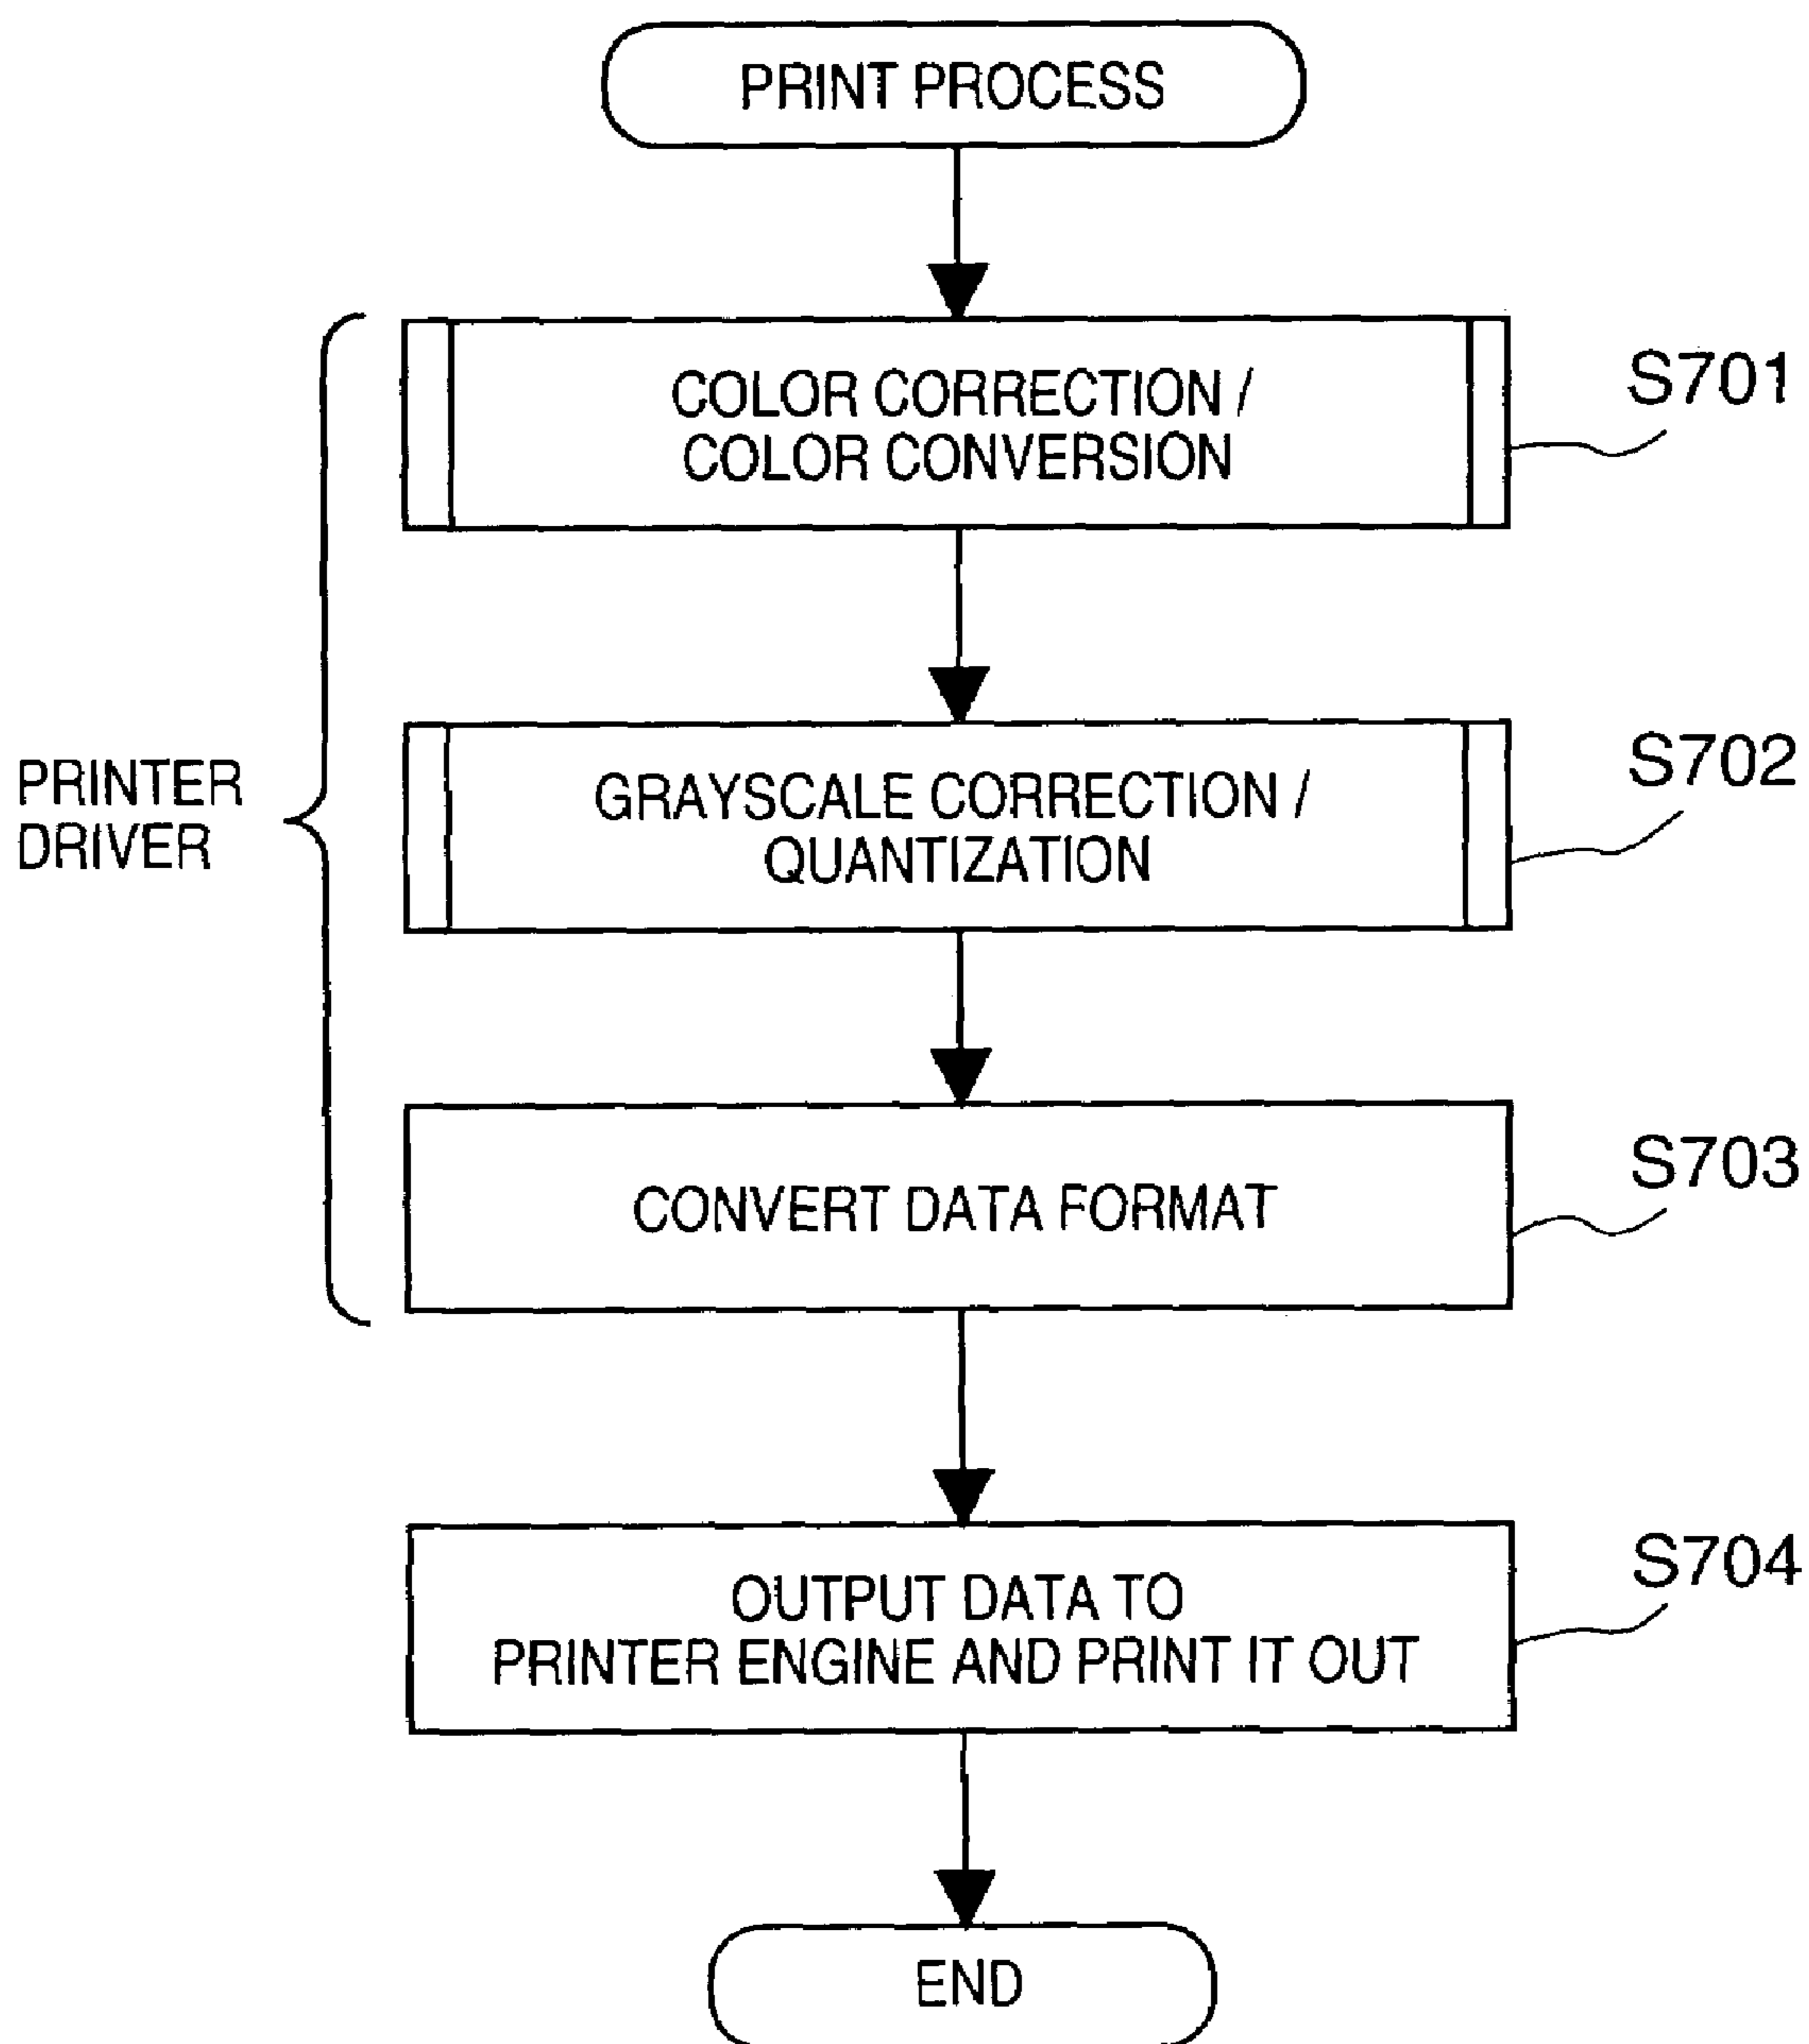 PRINT PROCESS
COLOR CORRECTION /
COLOR CONVERSION
S701
PRINTER
DRIVER
GRAYSCALE CORRECTION /
QUANTIZATION
S702
CONVERT DATA FORMAT
S703
OUTPUT DATA TO
PRINTER ENGINE AND PRINT IT OUT
S704
END